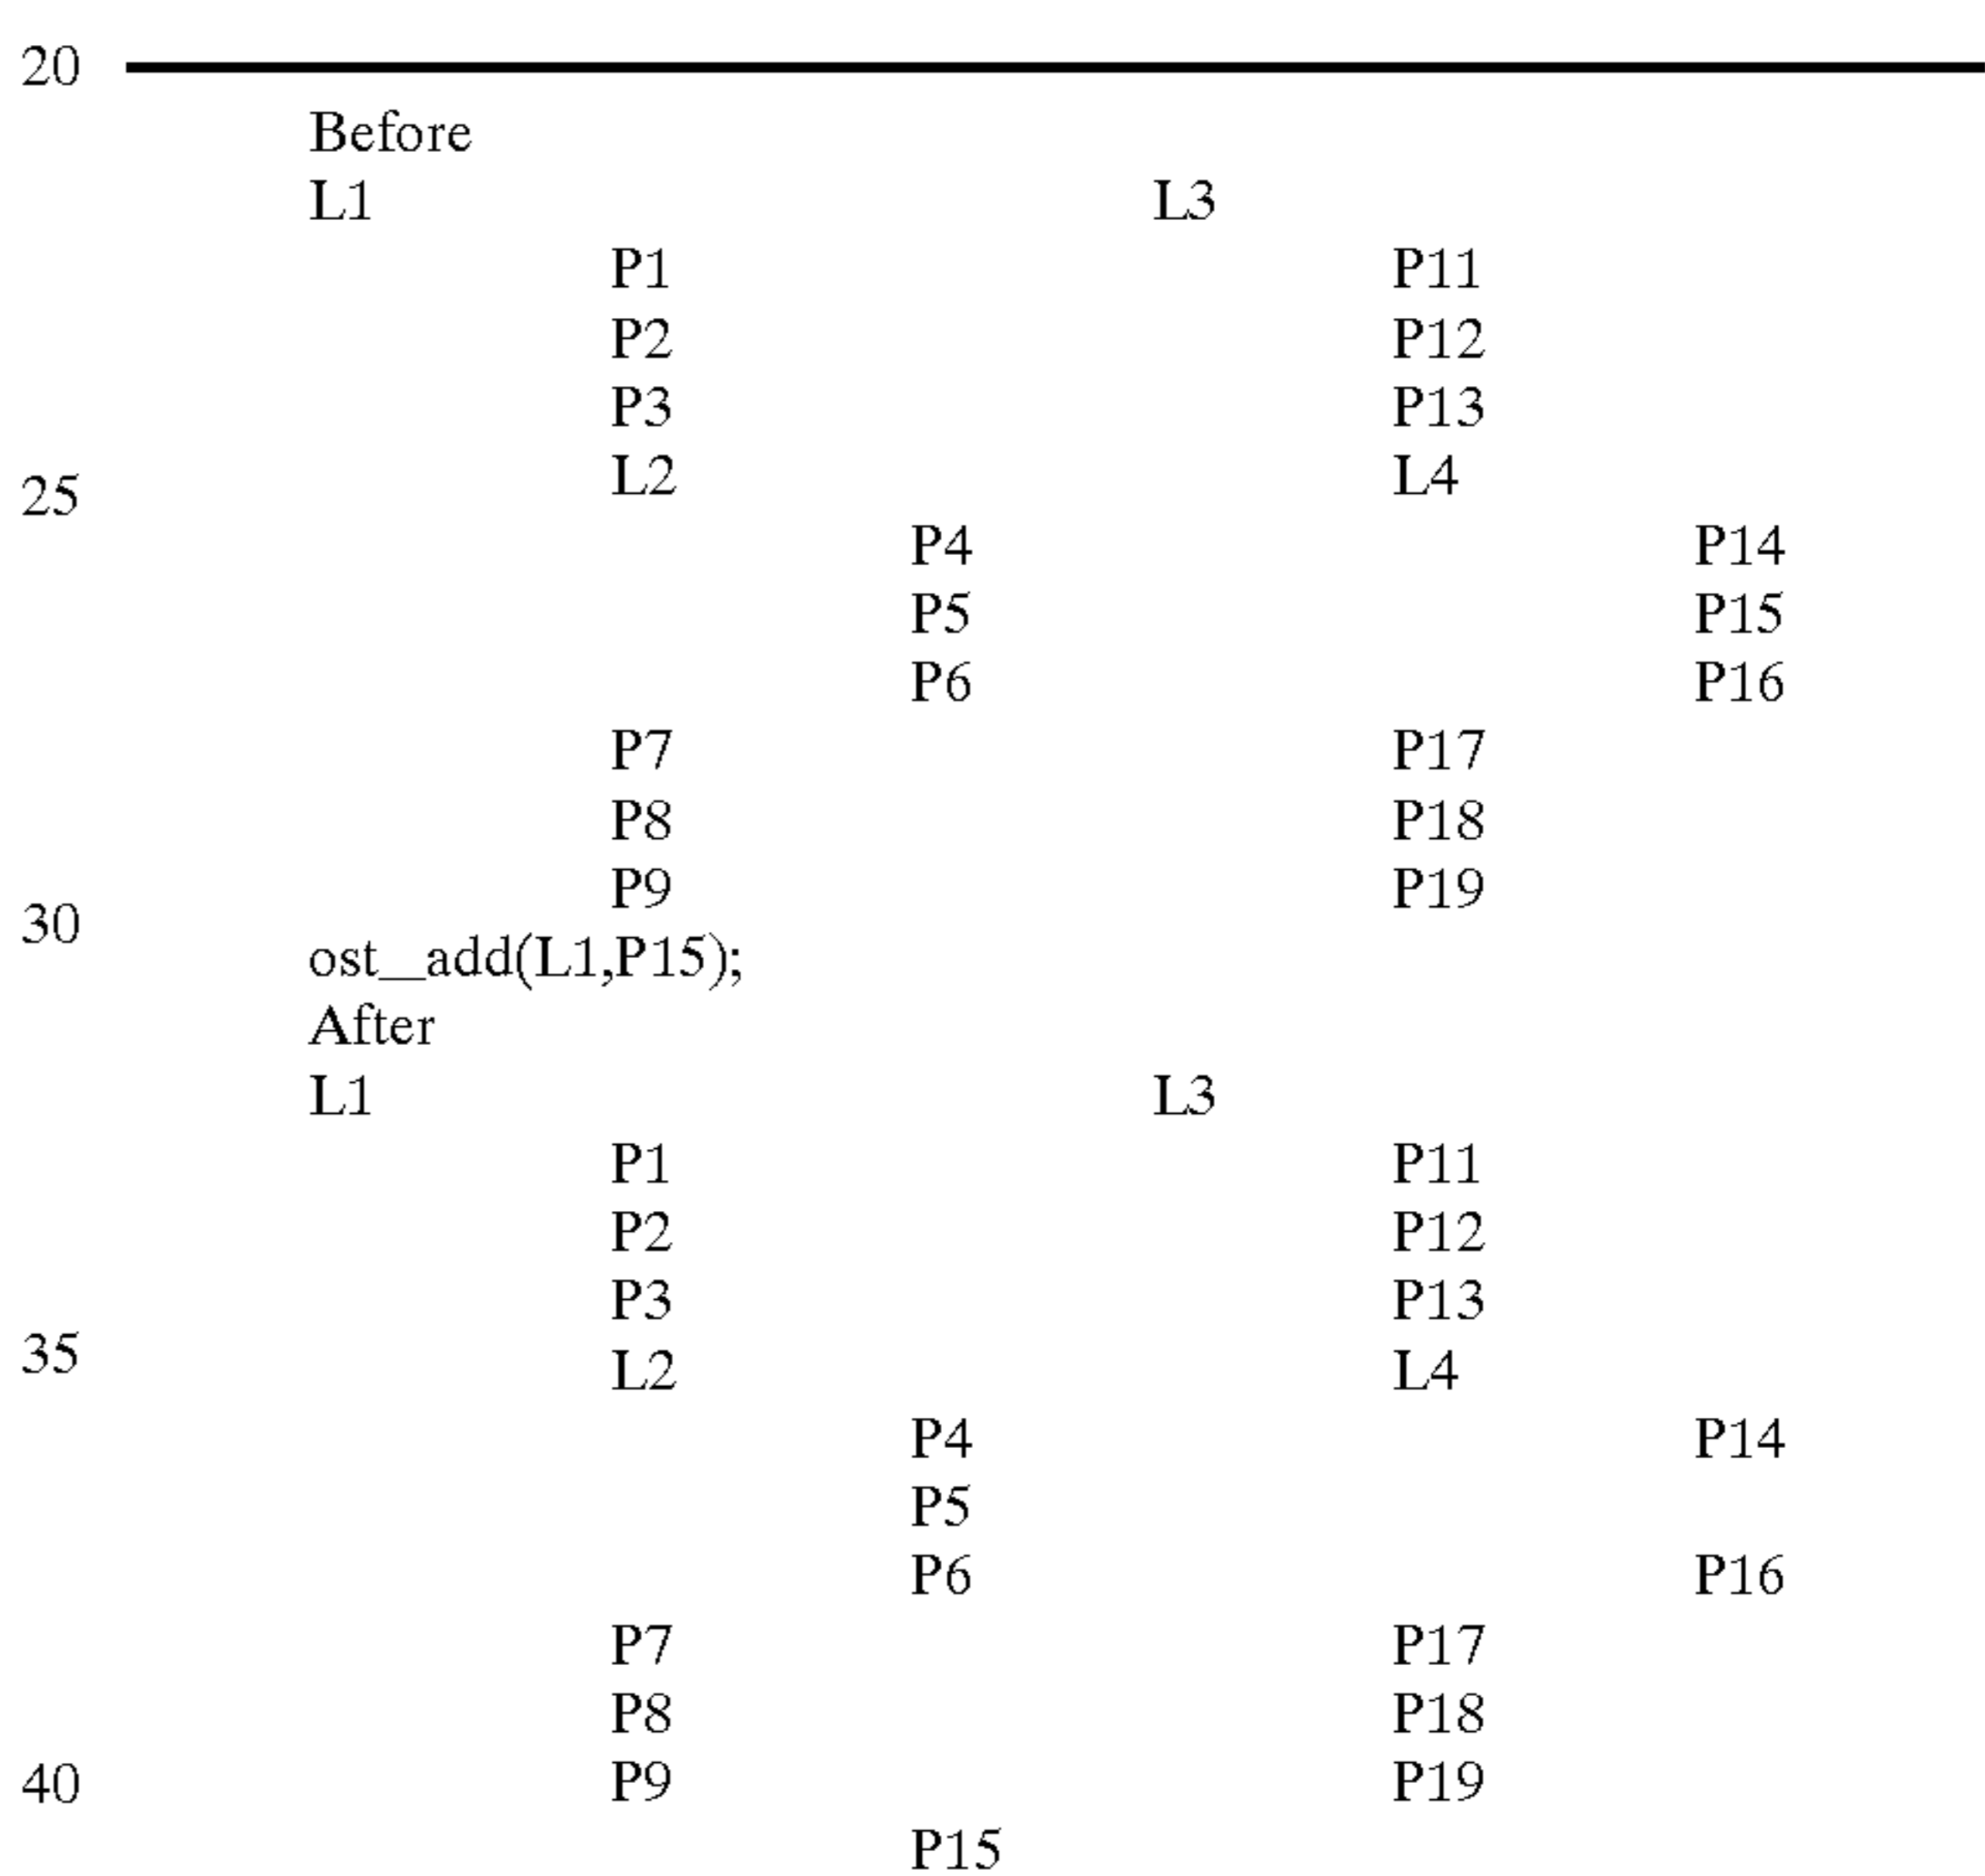 20
Before
L1 L3
P1 P11
P2 P12
P3 P13
L2 L4
25
P4 P14
P5 P15
P6 P16
P7 P17
P8 P18
P9 P19
30
ost__add(L1,P15);
After
L1 L3
P1 P11
P2 P12
P3 P13
35
L2 L4
P4 P14
P5
P6 P16
P7 P17
P8 P18
40
P9 P19
P15